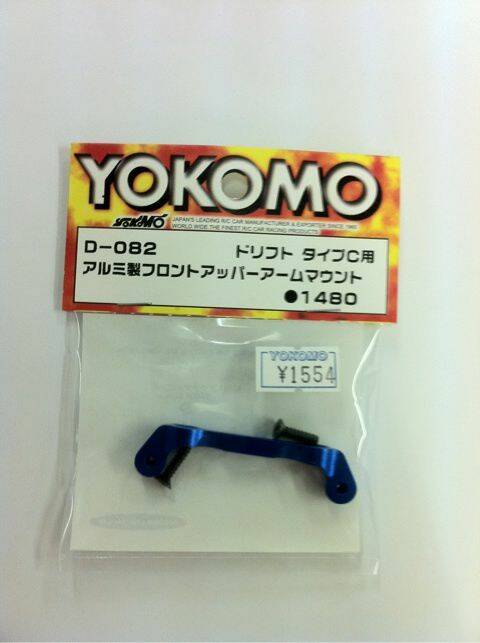 YOKOMO
YOKOMO
JAPAN'S LEADING R/C CAR MANUFACTURER & EXPORTER SINCE
WORLD WIDE THE FINEST R/C CAR RACING PRODUCTS
D-082 ドリフト タイプC用
アルミ製フロントアッパーアームマウント
●1480
YOKOMO
¥1554